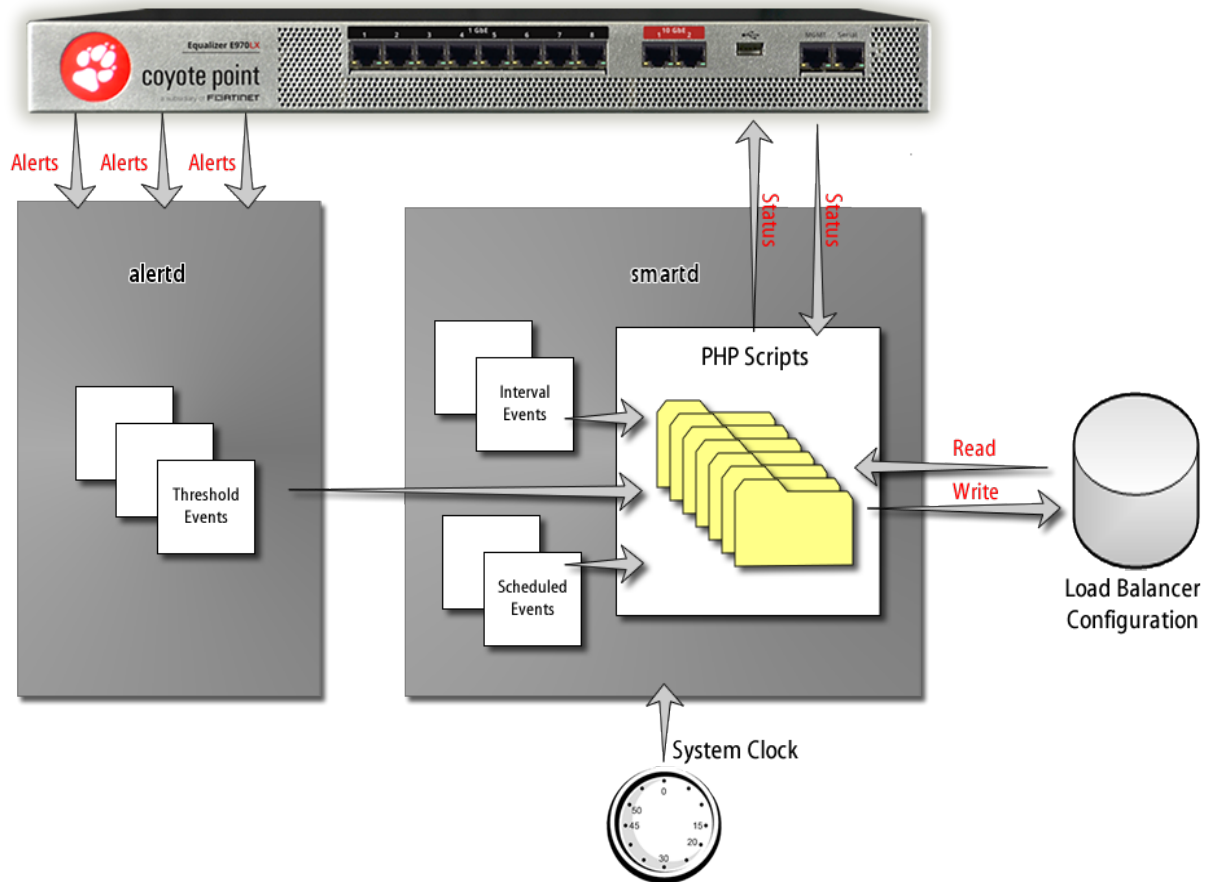 1 2 3 4 1 GbE 5 6 7 8
10 GbE
1 2
MGMT Serial
Equalizer E970LX
coyote point
a subsidiary of FORTINET
Alerts Alerts Alerts
Status Status
alertd
smartd
PHP Scripts
Interval
Events
Threshold
Events
Scheduled
Events
Read
Write
Load Balancer
Configuration
System Clock
0
50
45
15
20
30